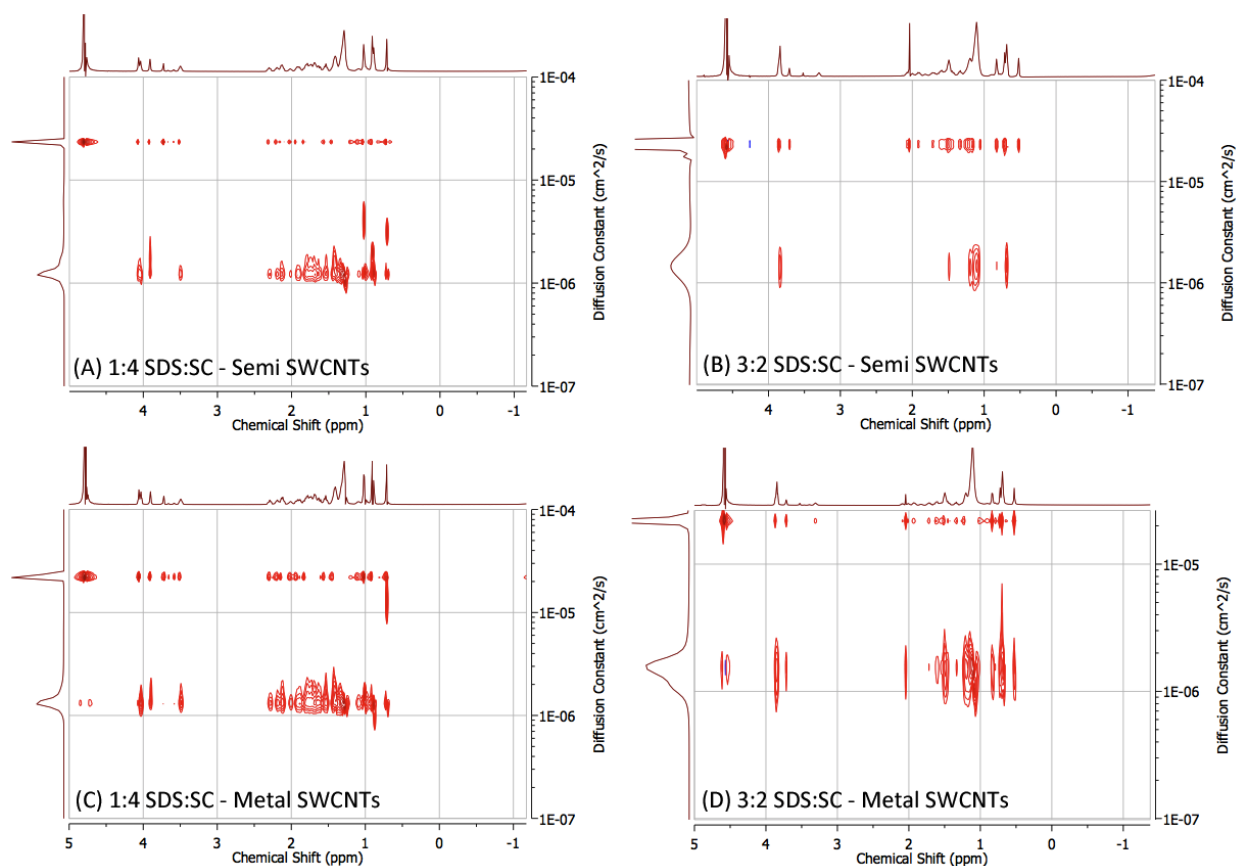 1E-04
1E-05
1E-06
1E-07
Diffusion Constant (cm^2/s)
(A) 1:4 SDS:SC - Semi SWCNTs
4 3 2 1 0 -1
Chemical Shift (ppm)
1E-04
1E-05
1E-06
1E-07
Diffusion Constant (cm^2/s)
(B) 3:2 SDS:SC - Semi SWCNTs
5 4 3 2 1 0 -1
Chemical Shift (ppm)
1E-04
1E-05
1E-06
1E-07
Diffusion Constant (cm^2/s)
(C) 1:4 SDS:SC - Metal SWCNTs
5 4 3 2 1 0 -1
Chemical Shift (ppm)
1E-05
1E-06
1E-07
Diffusion Constant (cm^2/s)
(D) 3:2 SDS:SC - Metal SWCNTs
5 4 3 2 1 0 -1
Chemical Shift (ppm)